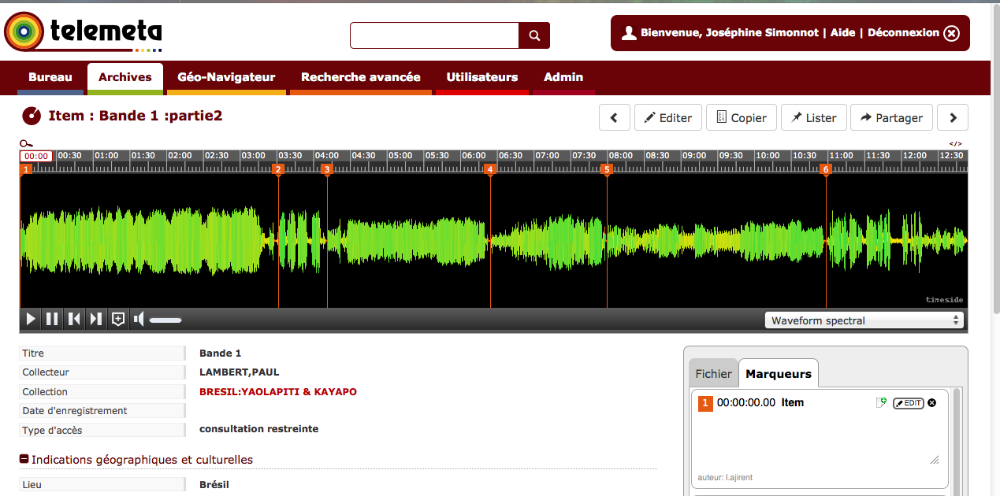 telemeta
Bienvenue, Joséphine Simonnot | Aide | Déconnexion
Bureau Archives Géo-Navigateur Recherche avancée Utilisateurs Admin
Item : Bande 1 :partie2
Editer Copier Lister Partager
</>
00:00 00:30 01:00 01:30 02:00 02:30 03:00 03:30 04:00 04:30 05:00 05:30 06:00 06:30 07:00 07:30 08:00 08:30 09:00 09:30 10:00 10:30 11:00 11:30 12:00 12:30
1 2 3 4 5 6
timeside
Waveform spectral
Titre Bande 1
Collecteur LAMBERT,PAUL
Collection BRESIL:YAOLAPITI & KAYAPO
Date d'enregistrement
Type d'accès consultation restreinte
Indications géographiques et culturelles
Lieu Brésil
Fichier Marqueurs
1 00:00:00.00 Item EDIT
auteur: l.ajirent